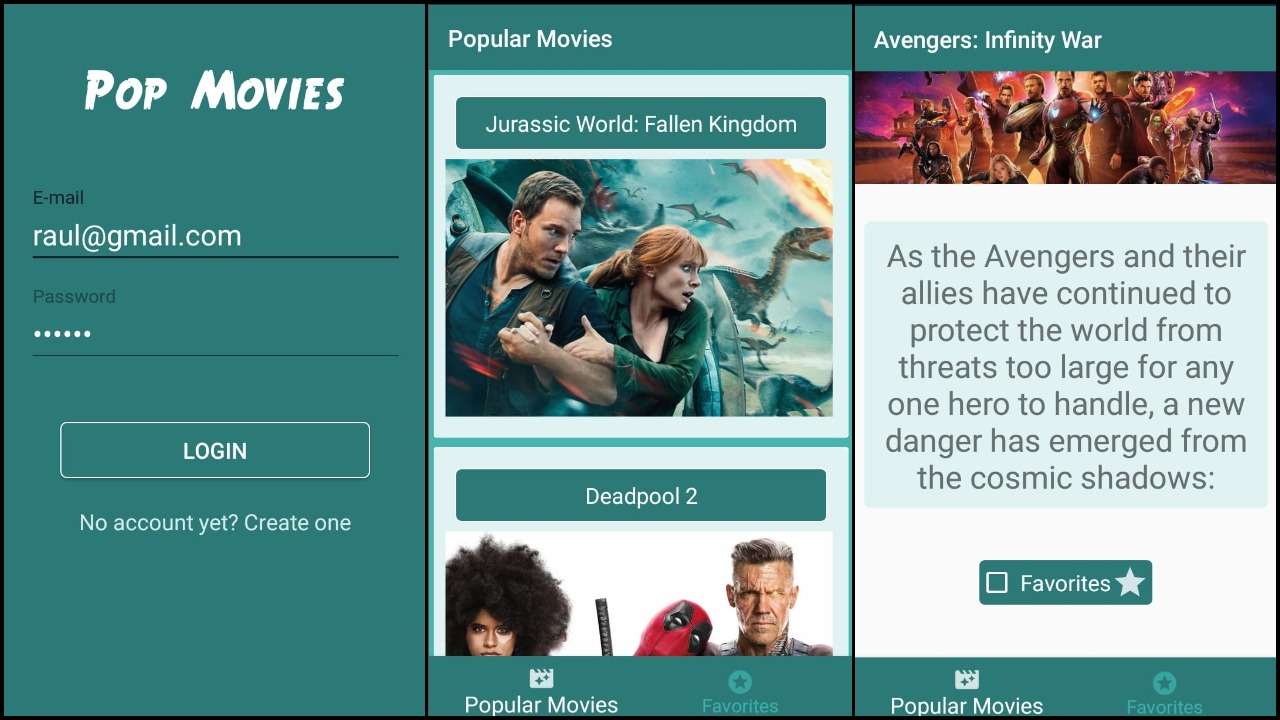 Pop Movies
E-mail
raul@gmail.com
Password
••••••
LOGIN
No account yet? Create one
Popular Movies
Jurassic World: Fallen Kingdom
Deadpool 2
Popular Movies
Favorites
Avengers: Infinity War
As the Avengers and their
allies have continued to
protect the world from
threats too large for any
one hero to handle, a new
danger has emerged from
the cosmic shadows:
Favorites
Popular Movies
Favorites